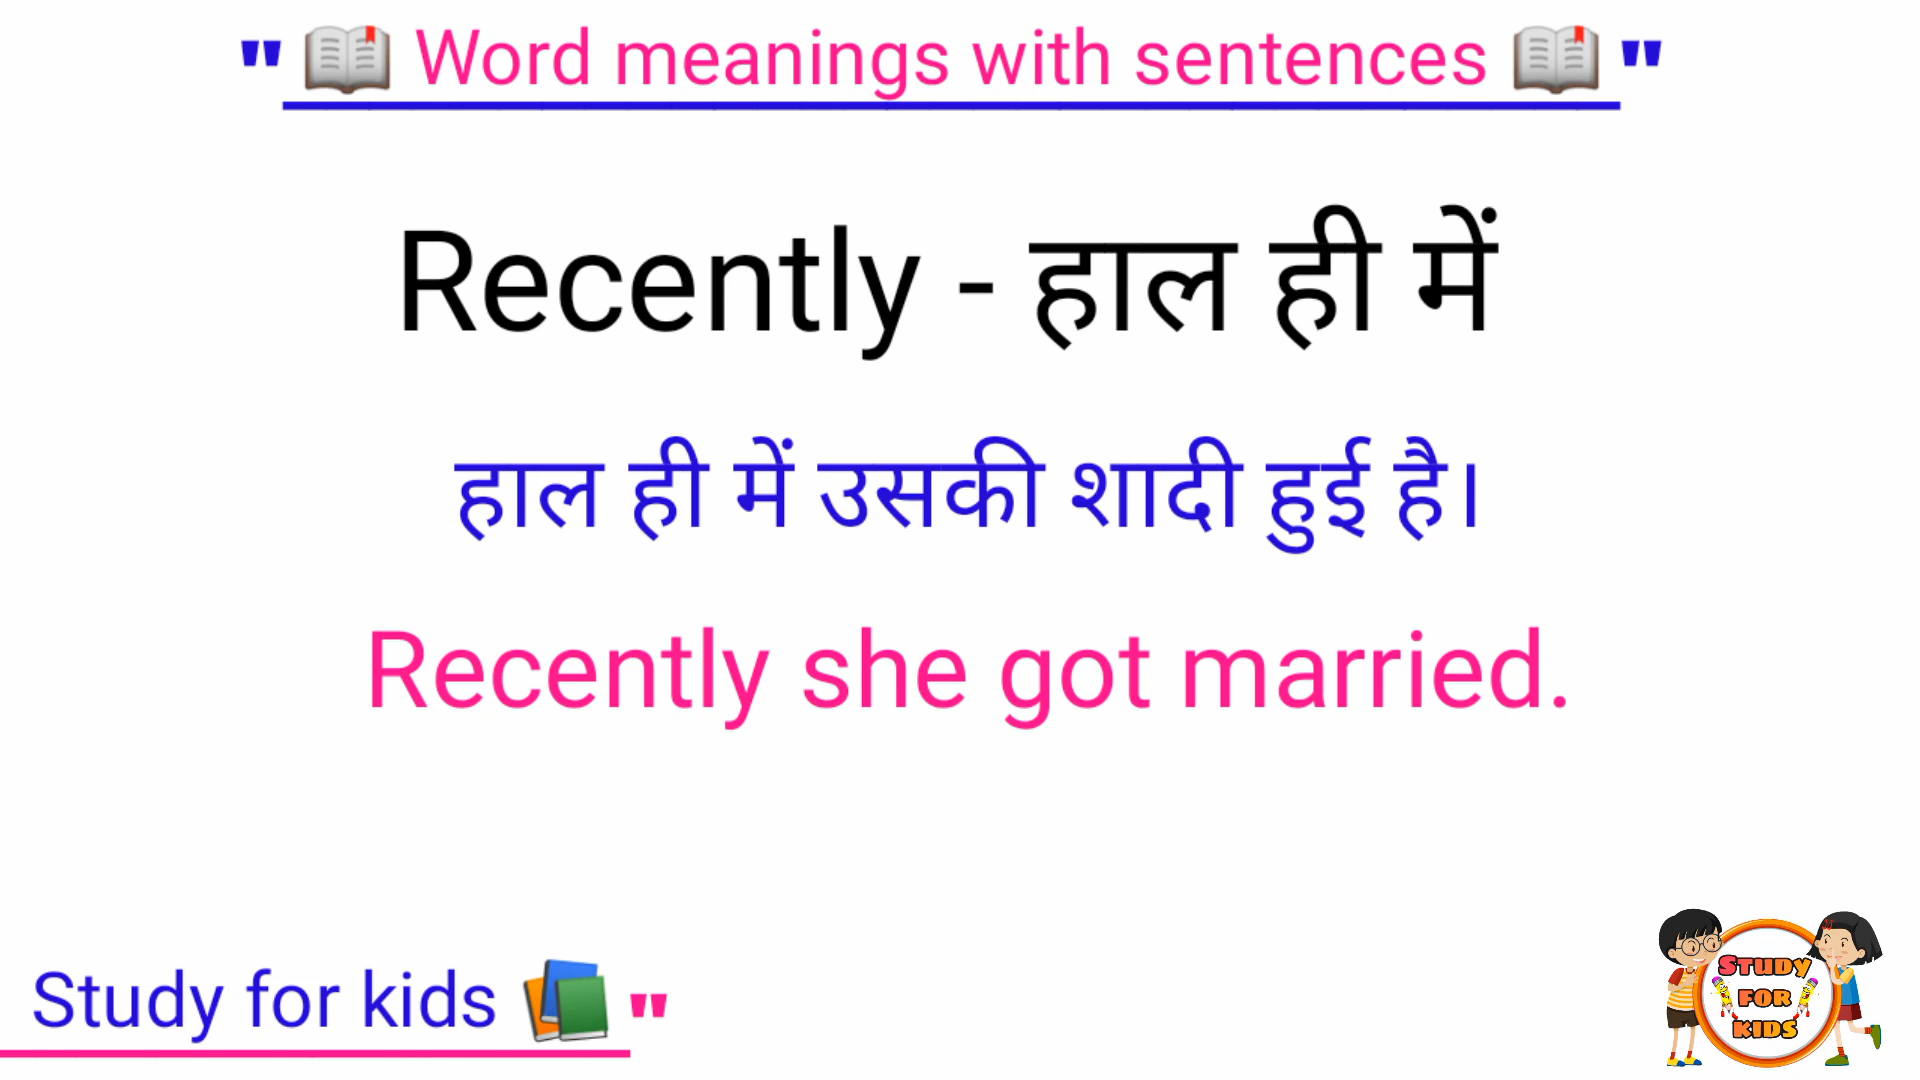 " 📖 Word meanings with sentences 📖 "
Recently - हाल ही में
हाल ही में उसकी शादी हुई है।
Recently she got married.
Study for kids 📚 "
STUDY
FOR
KIDS